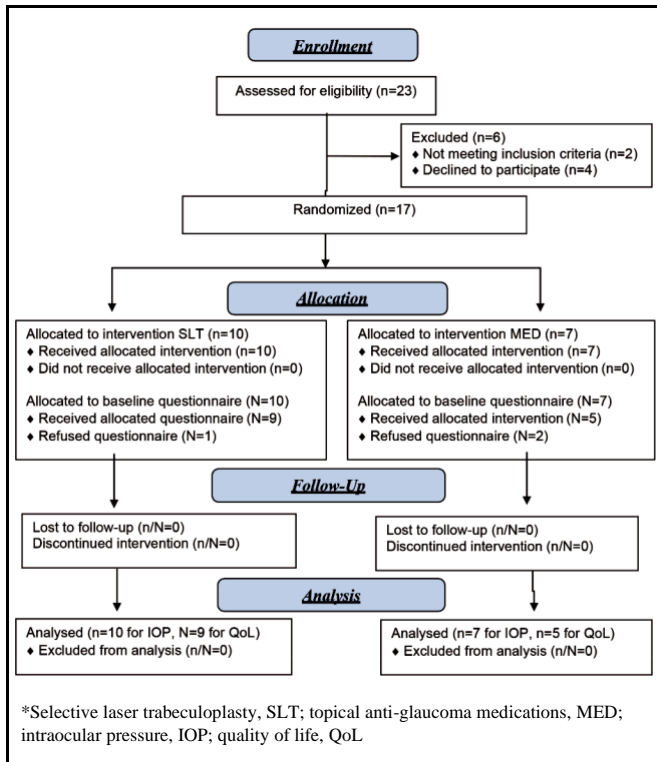 Enrollment
Assessed for eligibility (n=23)
Excluded (n=6)
♦ Not meeting inclusion criteria (n=2)
♦ Declined to participate (n=4)
Randomized (n=17)
Allocation
Allocated to intervention SLT (n=10)
♦ Received allocated intervention (n=10)
♦ Did not receive allocated intervention (n=0)
Allocated to baseline questionnaire (N=10)
♦ Received allocated questionnaire (N=9)
♦ Refused questionnaire (N=1)
Allocated to intervention MED (n=7)
♦ Received allocated intervention (n=7)
♦ Did not receive allocated intervention (n=0)
Allocated to baseline questionnaire (N=7)
♦ Received allocated intervention (N=5)
♦ Refused questionnaire (N=2)
Follow-Up
Lost to follow-up (n/N=0)
Discontinued intervention (n/N=0)
Lost to follow-up (n/N=0)
Discontinued intervention (n/N=0)
Analysis
Analysed (n=10 for IOP, N=9 for QoL)
♦ Excluded from analysis (n/N=0)
Analysed (n=7 for IOP, n=5 for QoL)
♦ Excluded from analysis (n/N=0)
*Selective laser trabeculoplasty, SLT; topical anti-glaucoma medications, MED;
intraocular pressure, IOP; quality of life, QoL